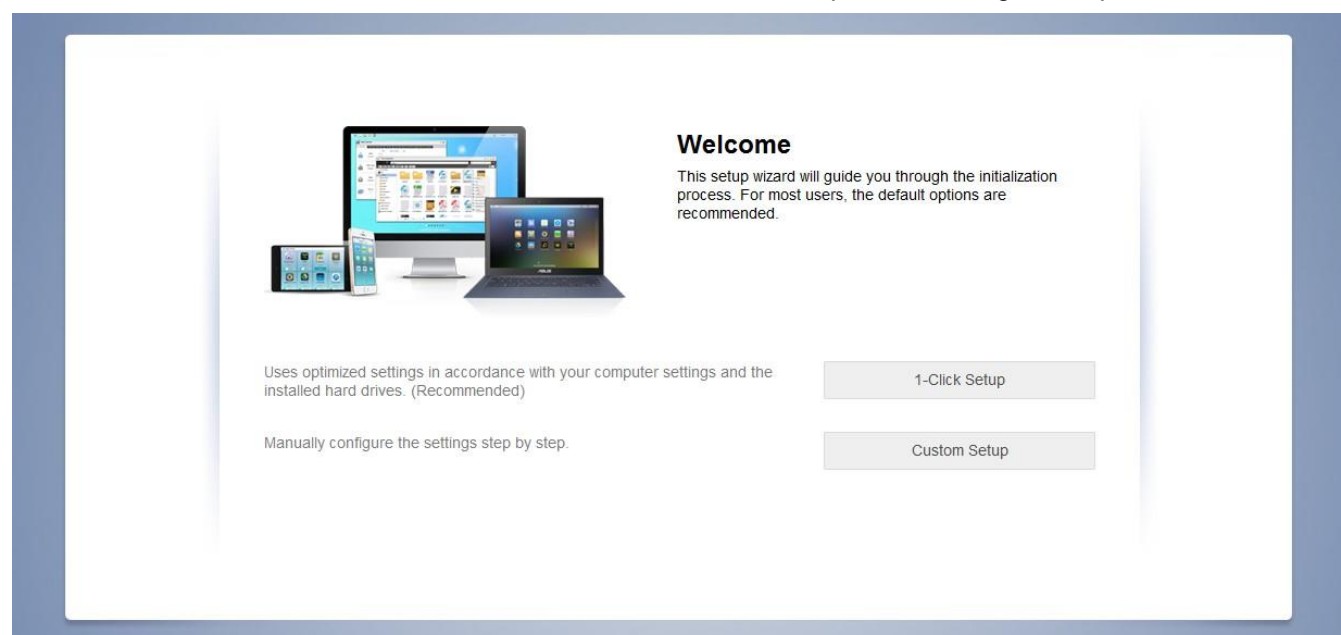 Welcome
This setup wizard will guide you through the initialization
process. For most users, the default options are
recommended.
Uses optimized settings in accordance with your computer settings and the
installed hard drives. (Recommended)
1-Click Setup
Manually configure the settings step by step.
Custom Setup